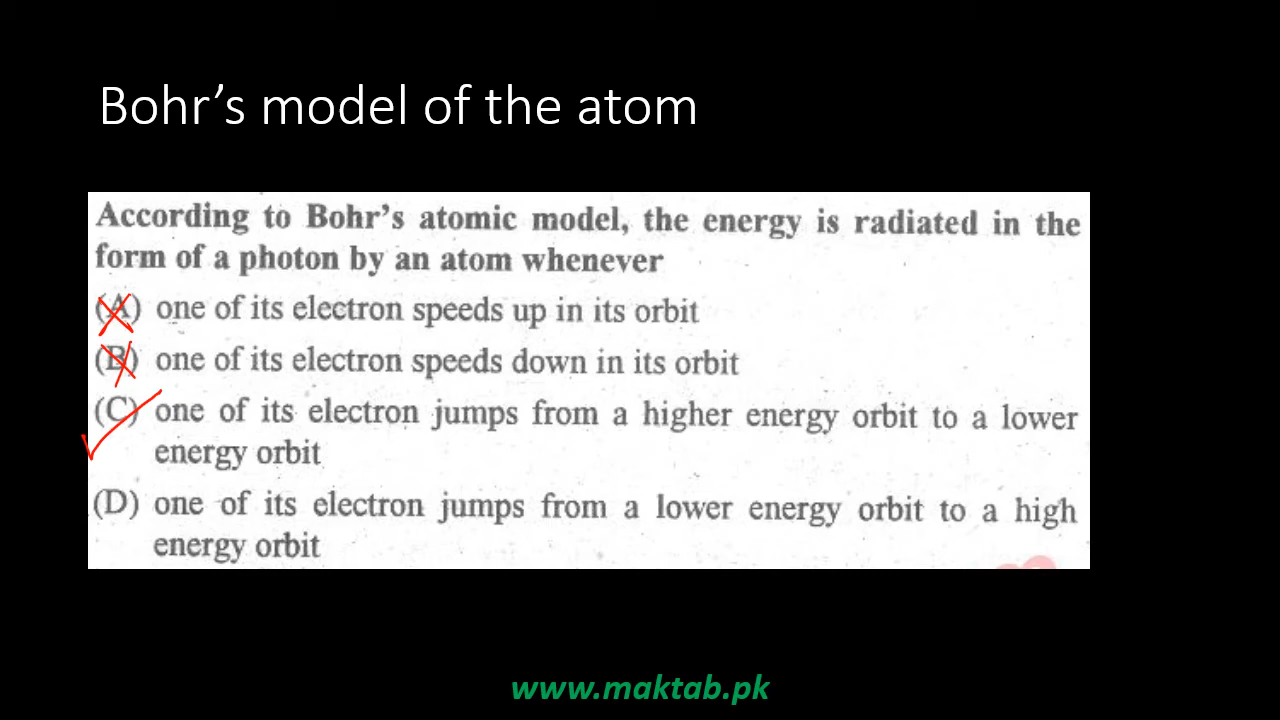 Bohr’s model of the atom
According to Bohr’s atomic model, the energy is radiated in the
form of a photon by an atom whenever
(A) one of its electron speeds up in its orbit
(B) one of its electron speeds down in its orbit
(C) one of its electron jumps from a higher energy orbit to a lower
energy orbit
(D) one of its electron jumps from a lower energy orbit to a high
energy orbit
www.maktab.pk